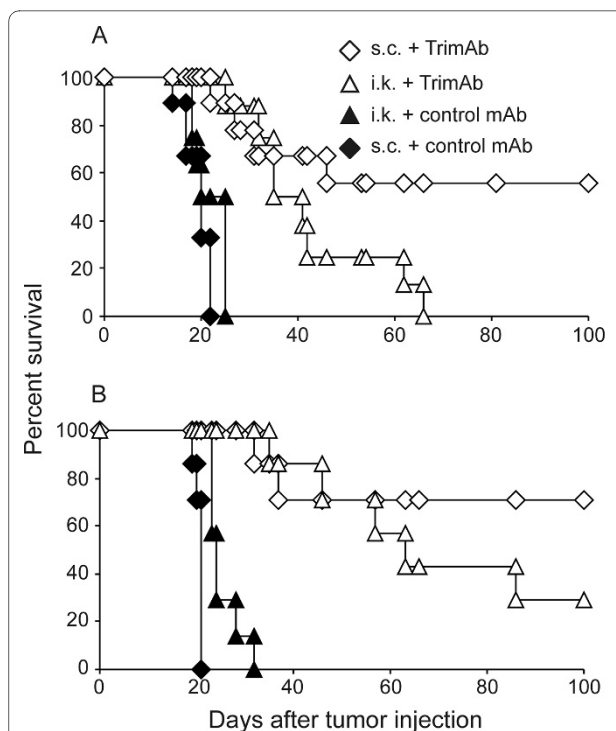 A
s.c. + TrimAb
i.k. + TrimAb
i.k. + control mAb
s.c. + control mAb
100
80
60
40
20
0
0 20 40 60 80 100
Percent survival
B
100
80
60
40
20
0
0 20 40 60 80 100
Days after tumor injection